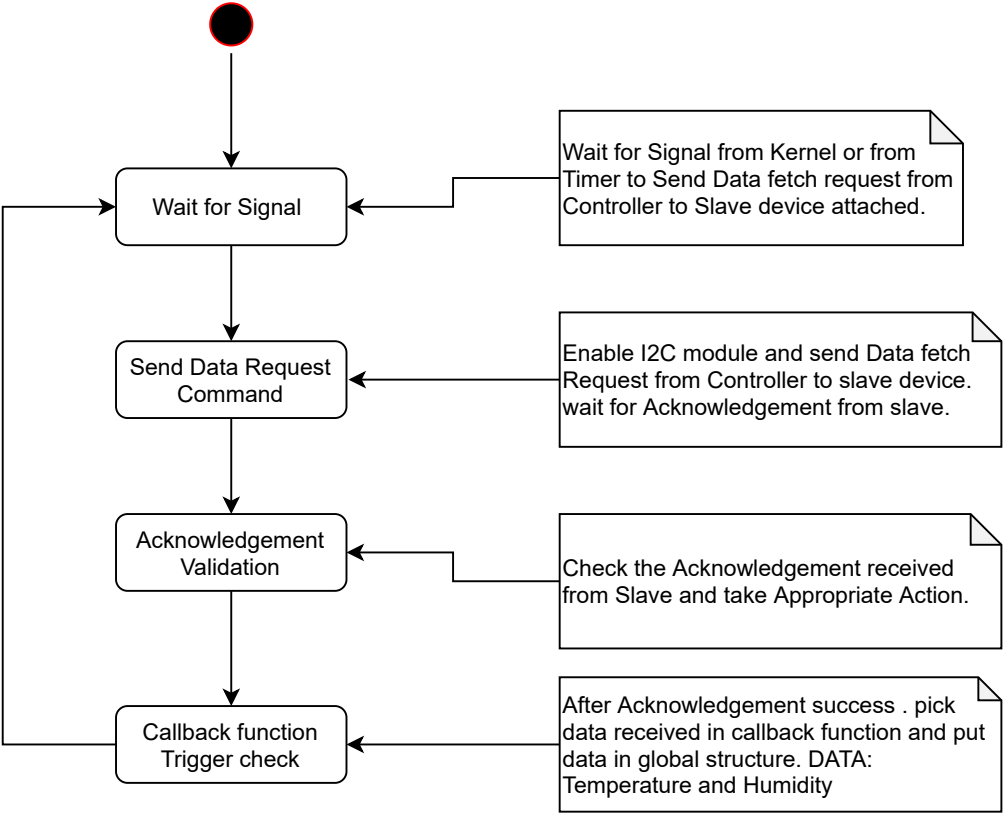 Wait for Signal
Wait for Signal from Kernel or from
Timer to Send Data fetch request from
Controller to Slave device attached.
Send Data Request
Command
Enable I2C module and send Data fetch
Request from Controller to slave device.
wait for Acknowledgement from slave.
Acknowledgement
Validation
Check the Acknowledgement received
from Slave and take Appropriate Action.
Callback function
Trigger check
After Acknowledgement success . pick
data received in callback function and put
data in global structure. DATA:
Temperature and Humidity